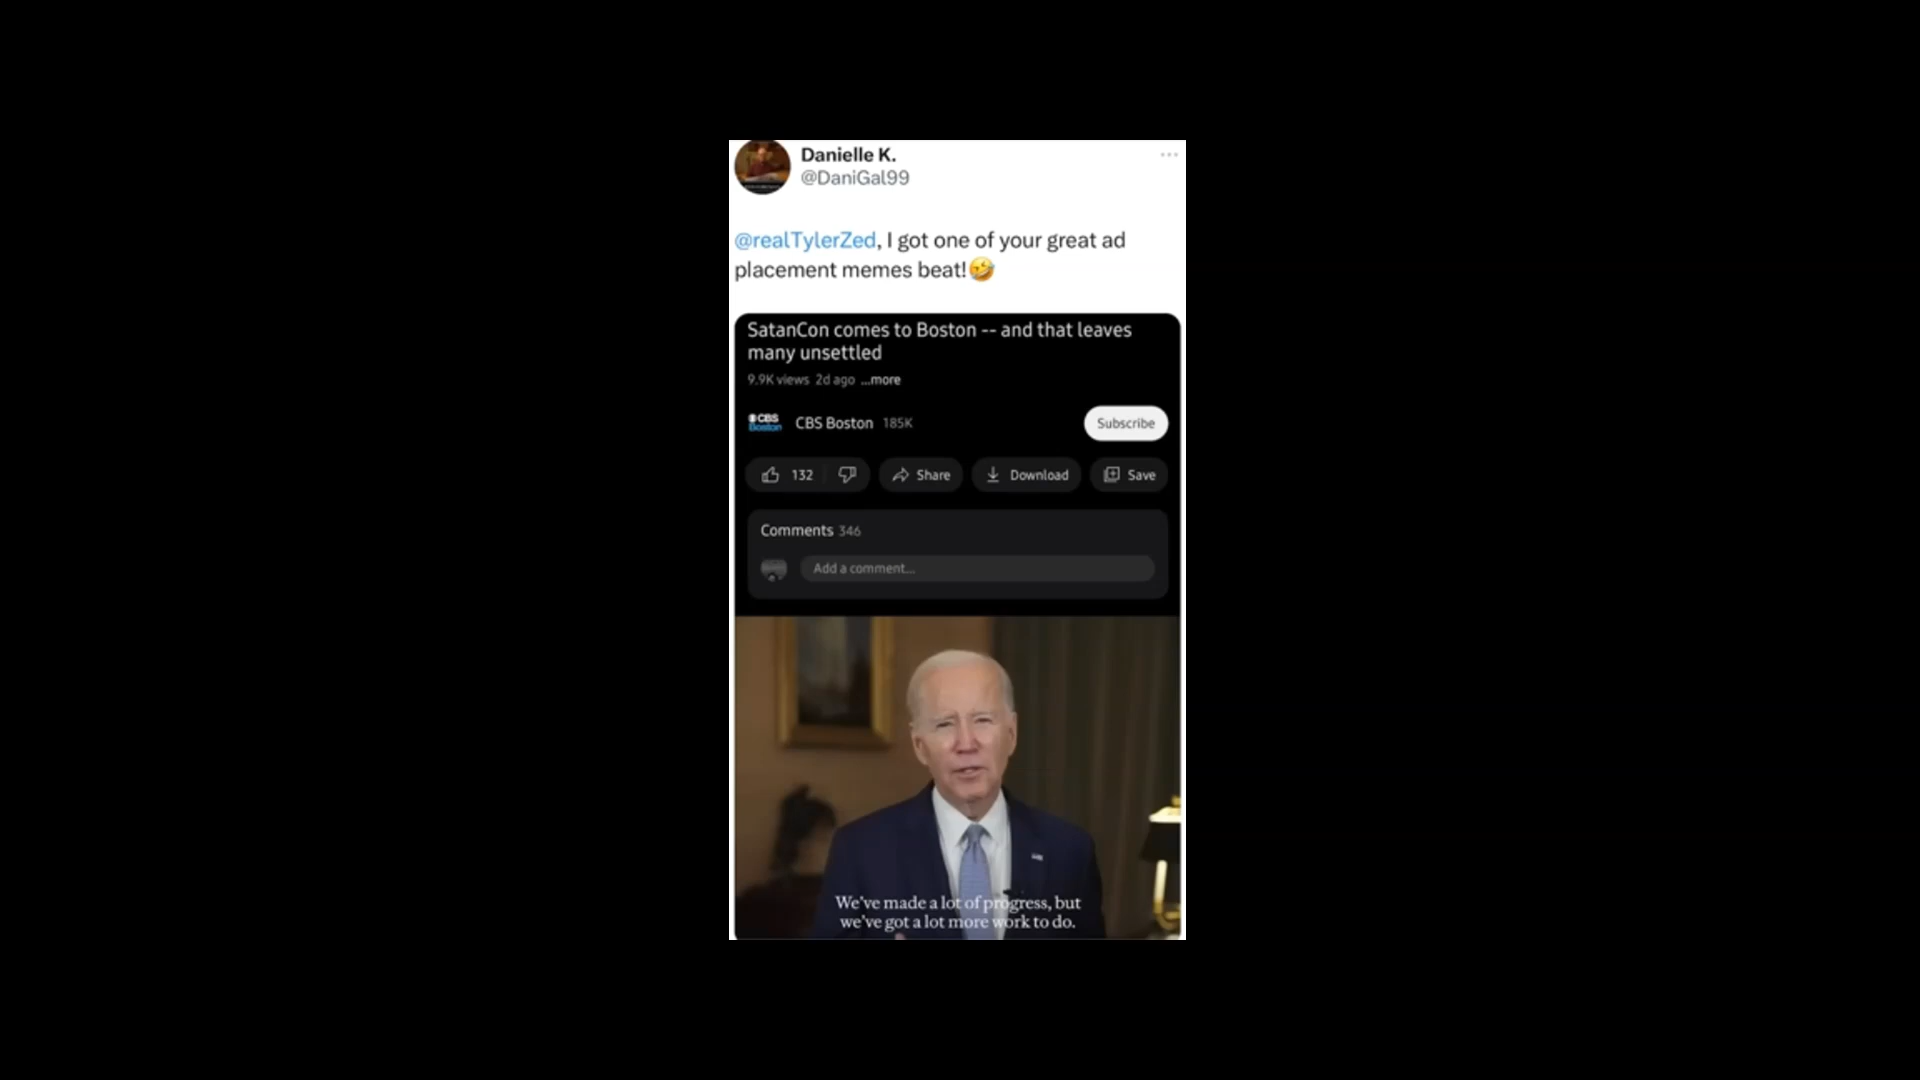 Danielle K.
@DaniGal99
@realTylerZed, I got one of your great ad
placement memes beat!🤣
SatanCon comes to Boston -- and that leaves
many unsettled
9.9K views 2d ago ...more
CBS
Boston
CBS Boston 185K
Subscribe
132
Share
Download
Save
Comments 346
Add a comment...
We've made a lot of progress, but
we've got a lot more work to do.